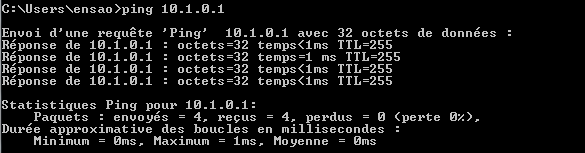 C:\Users\ensao>ping 10.1.0.1
Envoi d'une requête 'Ping'  10.1.0.1 avec 32 octets de données :
Réponse de 10.1.0.1 : octets=32 temps<1ms TTL=255
Réponse de 10.1.0.1 : octets=32 temps=1 ms TTL=255
Réponse de 10.1.0.1 : octets=32 temps<1ms TTL=255
Réponse de 10.1.0.1 : octets=32 temps<1ms TTL=255
Statistiques Ping pour 10.1.0.1:
    Paquets : envoyés = 4, reçus = 4, perdus = 0 (perte 0%),
Durée approximative des boucles en millisecondes :
    Minimum = 0ms, Maximum = 1ms, Moyenne = 0ms